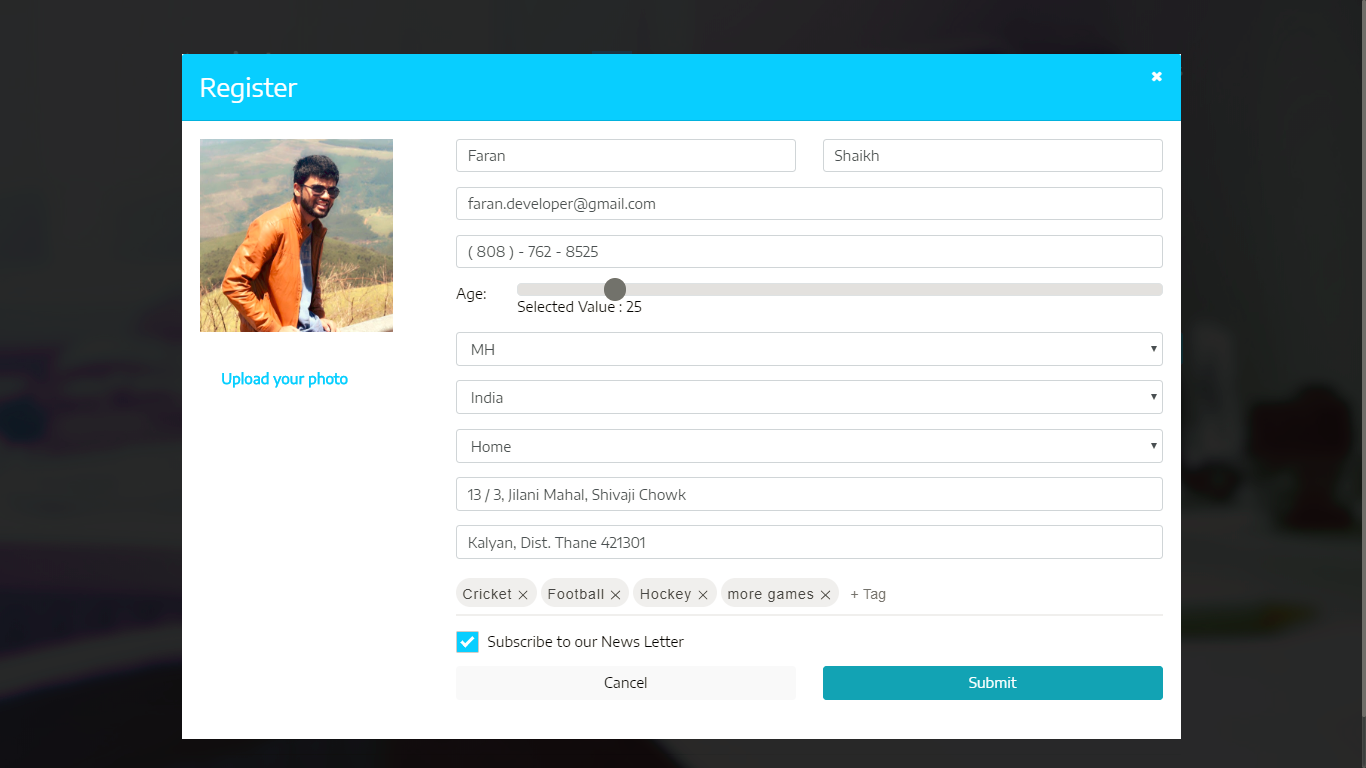 Register
Faran Shaikh
faran.developer@gmail.com
( 808 ) - 762 - 8525
Age:
Selected Value : 25
MH
Upload your photo
India
Home
13 / 3, Jilani Mahal, Shivaji Chowk
Kalyan, Dist. Thane 421301
Cricket × Football × Hockey × more games × + Tag
Subscribe to our News Letter
Cancel Submit